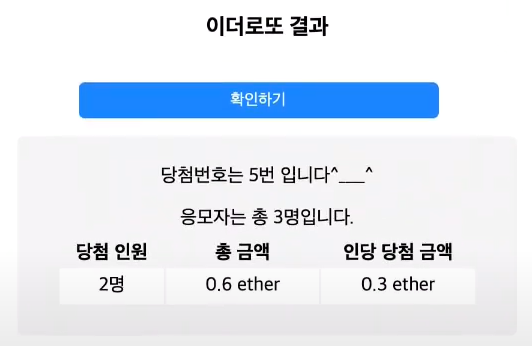 이더로또 결과
확인하기
당첨번호는 5번 입니다^___^
응모자는 총 3명입니다.
당첨 인원 총 금액 인당 당첨 금액
2명 0.6 ether 0.3 ether